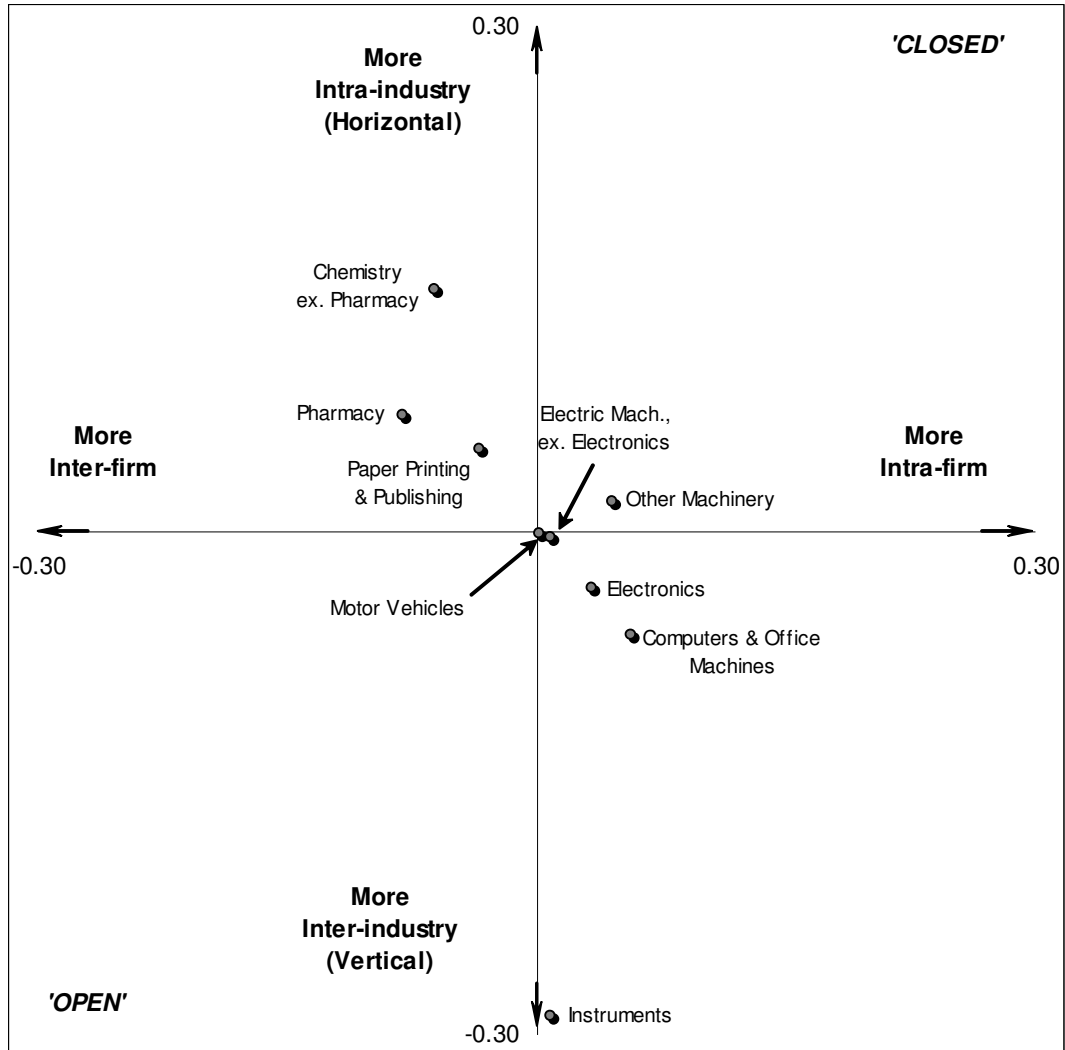 0.30
'CLOSED'
More
Intra-industry
(Horizontal)
Chemistry
ex. Pharmacy
Pharmacy
Electric Mach.,
ex. Electronics
More
Inter-firm
More
Intra-firm
Paper Printing
& Publishing
Other Machinery
-0.30
0.30
Motor Vehicles
Electronics
Computers & Office
Machines
More
Inter-industry
(Vertical)
'OPEN'
Instruments
-0.30